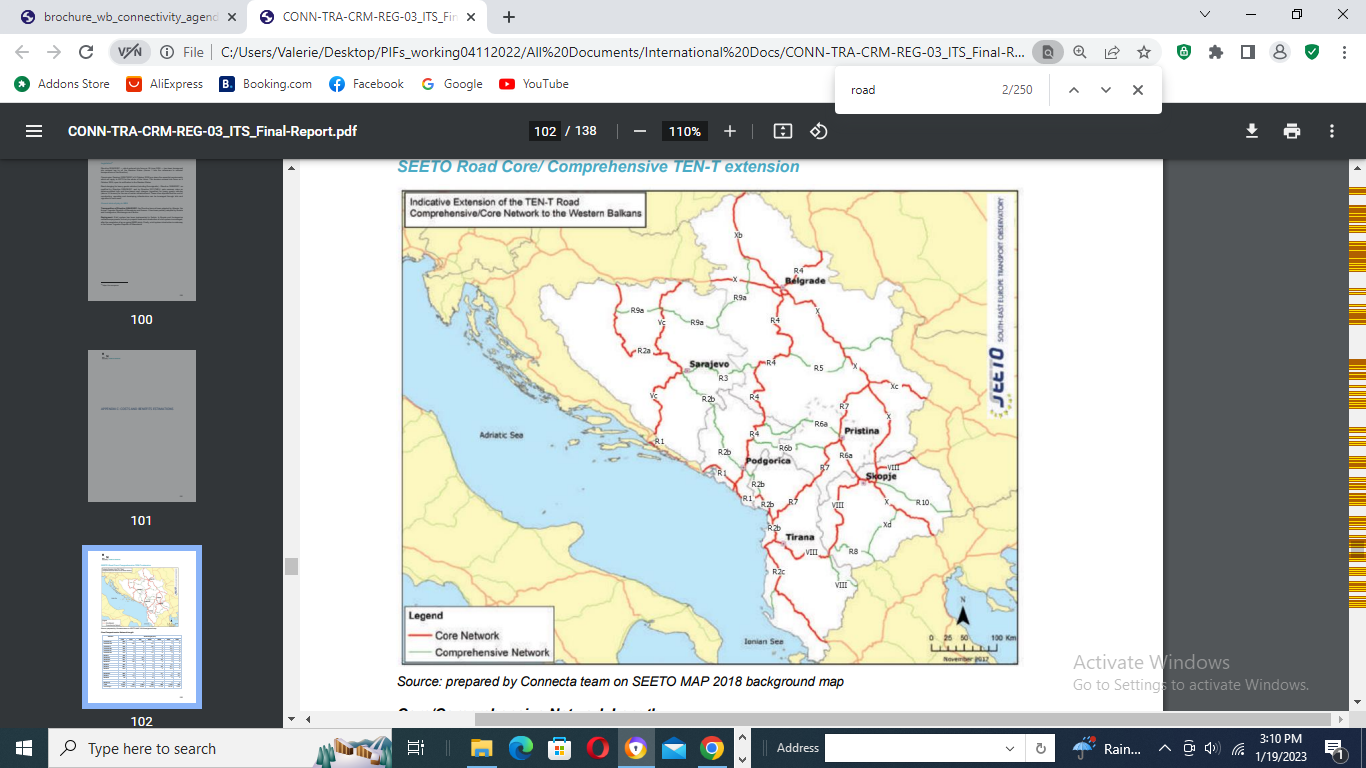 brochure_wb_connectivity_agend
CONN-TRA-CRM-REG-03_ITS_Fin
VPN
File
C:/Users/Valerie/Desktop/PIFs_working04112022/All%20Documents/International%20Docs/CONN-TRA-CRM-REG-03_ITS_Final-R...
Addons Store
AliExpress
Booking.com
Facebook
Google
YouTube
road
2/250
CONN-TRA-CRM-REG-03_ITS_Final-Report.pdf
102 / 138
110%
100
101
102
SEETO Road Core/ Comprehensive TEN-T extension
Indicative Extension of the TEN-T Road
Comprehensive/Core Network to the Western Balkans
SEETO SOUTH-EAST EUROPE TRANSPORT OBSERVATORY
Xb
R4
Belgrade
X
R9a
R9a
Vc
R9a
R4
X
R2a
Sarajevo
R3
R4
R5
X
Xc
Vc
R2b
R4
R7
X
R6a
Pristina
R1
R4
R6b
R6a
R2b
Podgorica
R7
VIII
R1
Skopje
R2b
R1
R2b
R7
VIII
X
R10
R2b
Xd
Tirana
VIII
R8
R2c
VIII
Adriatic Sea
Ionian Sea
Legend
Core Network
Comprehensive Network
N
0 25 50 100 Km
November 2017
Source: prepared by Connecta team on SEETO MAP 2018 background map
Activate Windows
Go to Settings to activate Windows.
Type here to search
Address
Rain...
3:10 PM
1/19/2023
1